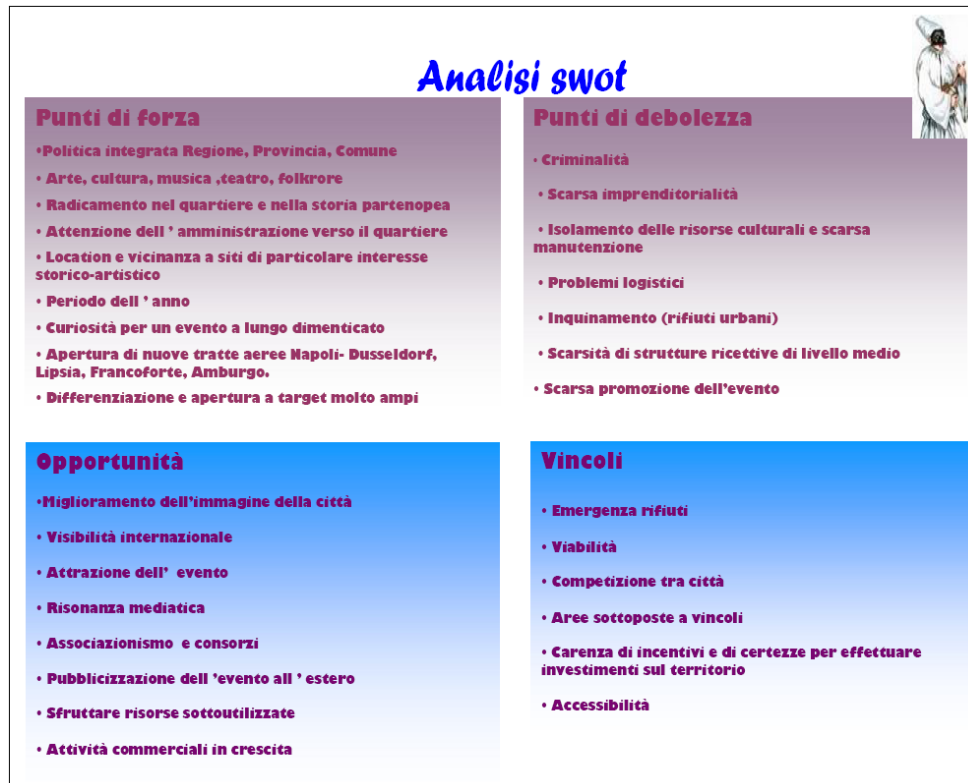 Analisi swot
Punti di forza
•Politica integrata Regione, Provincia, Comune
• Arte, cultura, musica ,teatro, folkrore
• Radicamento nel quartiere e nella storia partenopea
• Attenzione dell ' amministrazione verso il quartiere
• Location e vicinanza a siti di particolare interesse
storico-artistico
• Periodo dell ' anno
• Curiosità per un evento a lungo dimenticato
• Apertura di nuove tratte aeree Napoli- Dusseldorf,
Lipsia, Francoforte, Amburgo.
• Differenziazione e apertura a target molto ampi
Punti di debolezza
• Criminalità
• Scarsa imprenditorialità
• Isolamento delle risorse culturali e scarsa
manutenzione
• Problemi logistici
• Inquinamento (rifiuti urbani)
• Scarsità di strutture ricettive di livello medio
• Scarsa promozione dell'evento
Opportunità
•Miglioramento dell'immagine della città
• Visibilità internazionale
• Attrazione dell' evento
• Risonanza mediatica
• Associazionismo e consorzi
• Pubblicizzazione dell 'evento all ' estero
• Sfruttare risorse sottoutilizzate
• Attività commerciali in crescita
Vincoli
• Emergenza rifiuti
• Viabilità
• Competizione tra città
• Aree sottoposte a vincoli
• Carenza di incentivi e di certezze per effettuare
investimenti sul territorio
• Accessibilità